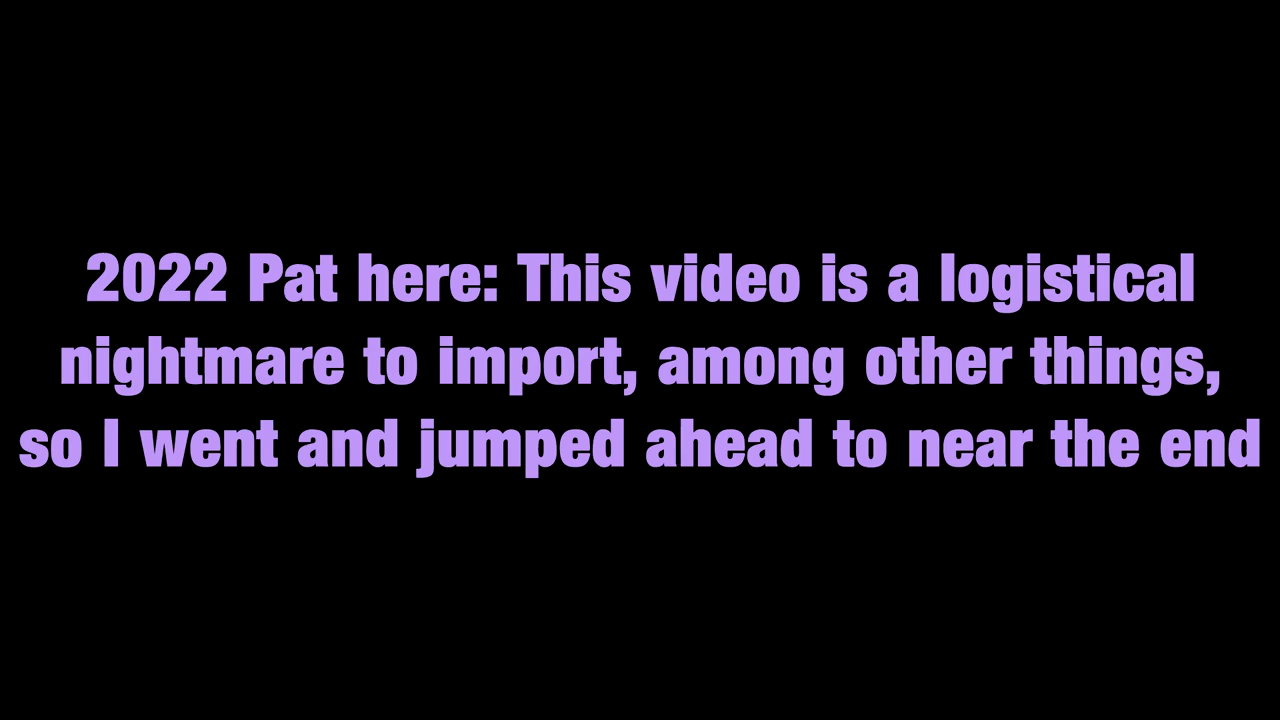 2022 Pat here: This video is a logistical
nightmare to import, among other things,
so I went and jumped ahead to near the end